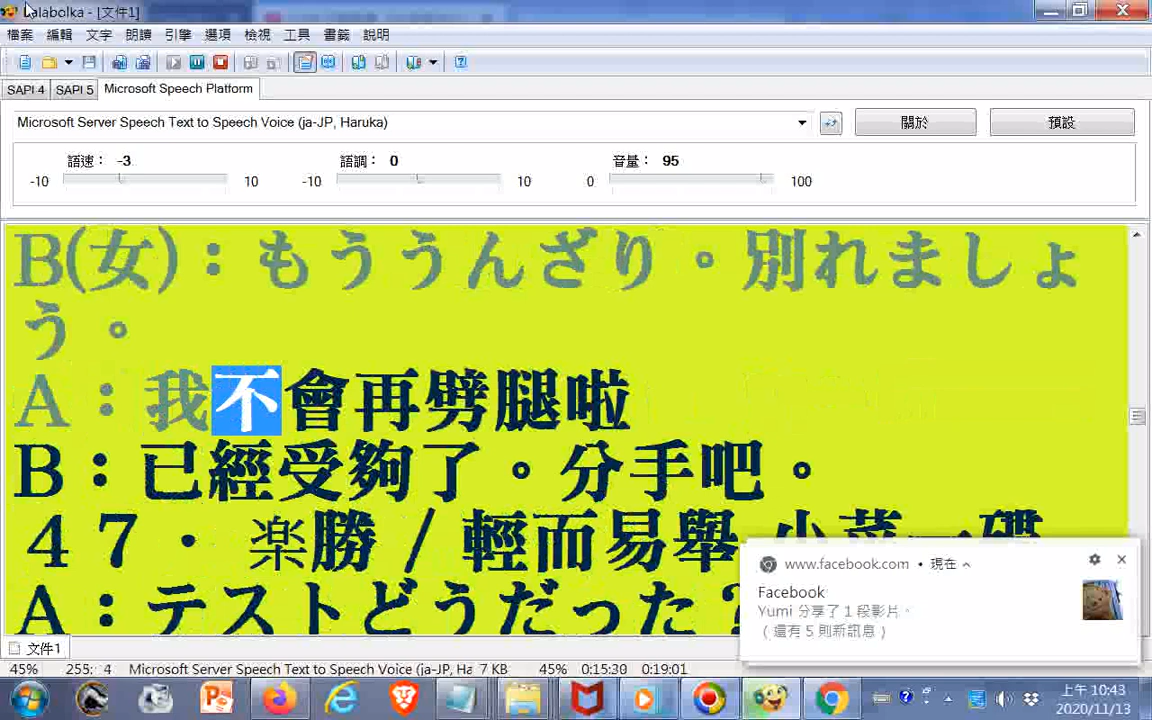 Balabolka - [文件1]
檔案 編輯 文字 朗讀 引擎 選項 檢視 工具 書籤 說明
SAPI 4 SAPI 5 Microsoft Speech Platform
Microsoft Server Speech Text to Speech Voice (ja-JP, Haruka)
關於 預設
語速： -3 語調： 0 音量： 95
-10 10 -10 10 0 100
B(女)：もううんざり。別れましょ
う。
A：我不會再劈腿啦
B：已經受夠了。分手吧。
４７．楽勝 / 輕而易舉 小菜一碟
A：テストどうだった？
www.facebook.com • 現在
Facebook
Yumi 分享了 1 段影片。
（還有 5 則新訊息）
文件1
45% 255: 4 Microsoft Server Speech Text to Speech Voice (ja-JP, Ha 7 KB 45% 0:15:30 0:19:01
上午 10:43
2020/11/13